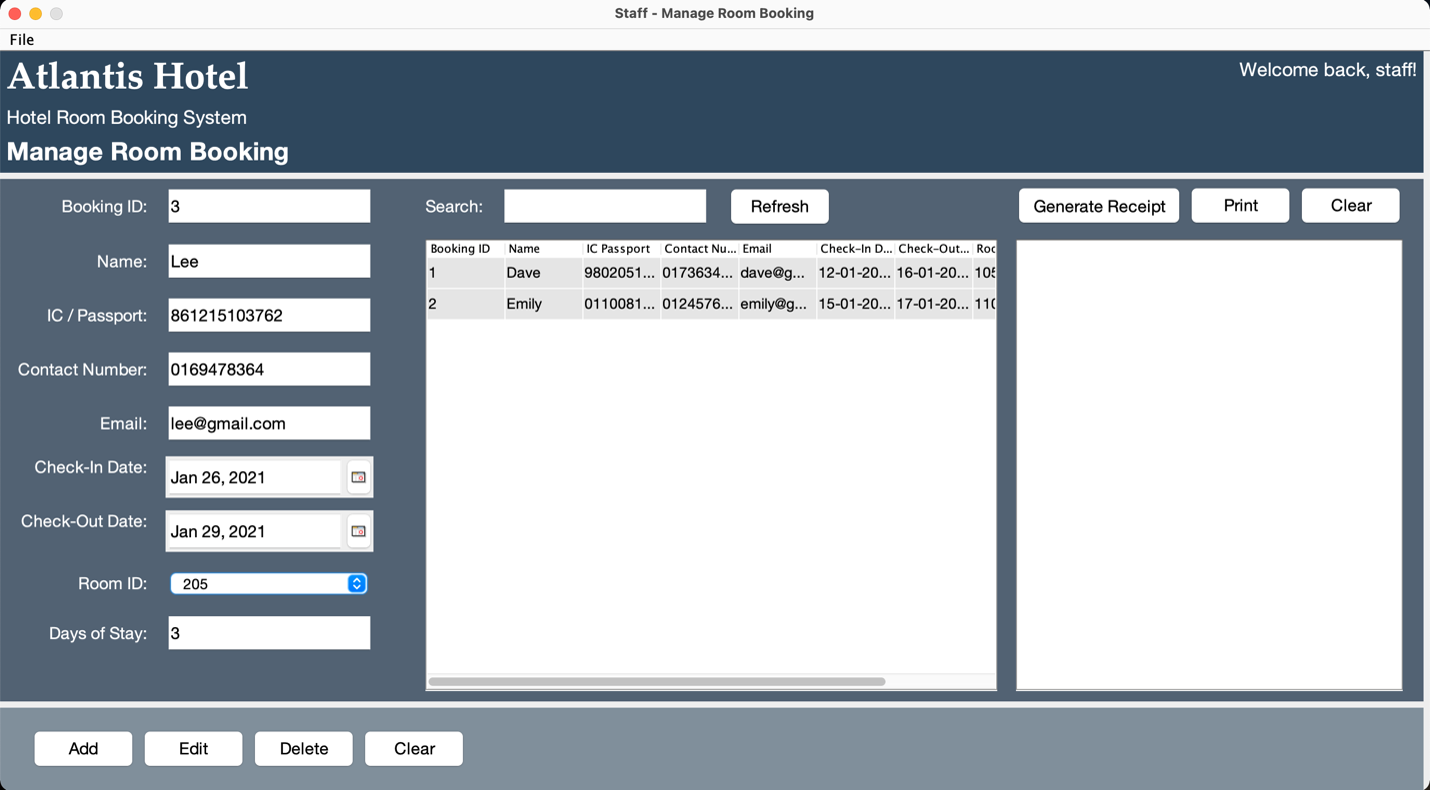 Staff - Manage Room Booking
File
Atlantis Hotel
Welcome back, staff!
Hotel Room Booking System
Manage Room Booking
Booking ID: 3
Name: Lee
IC / Passport: 861215103762
Contact Number: 0169478364
Email: lee@gmail.com
Check-In Date: Jan 26, 2021
Check-Out Date: Jan 29, 2021
Room ID: 205
Days of Stay: 3
Search: Refresh
Booking ID Name IC Passport Contact Nu... Email Check-In D... Check-Out... Roo
1 Dave 9802051... 0173634... dave@g... 12-01-20... 16-01-20... 105
2 Emily 0110081... 0124576... emily@g... 15-01-20... 17-01-20... 110
Generate Receipt Print Clear
Add Edit Delete Clear